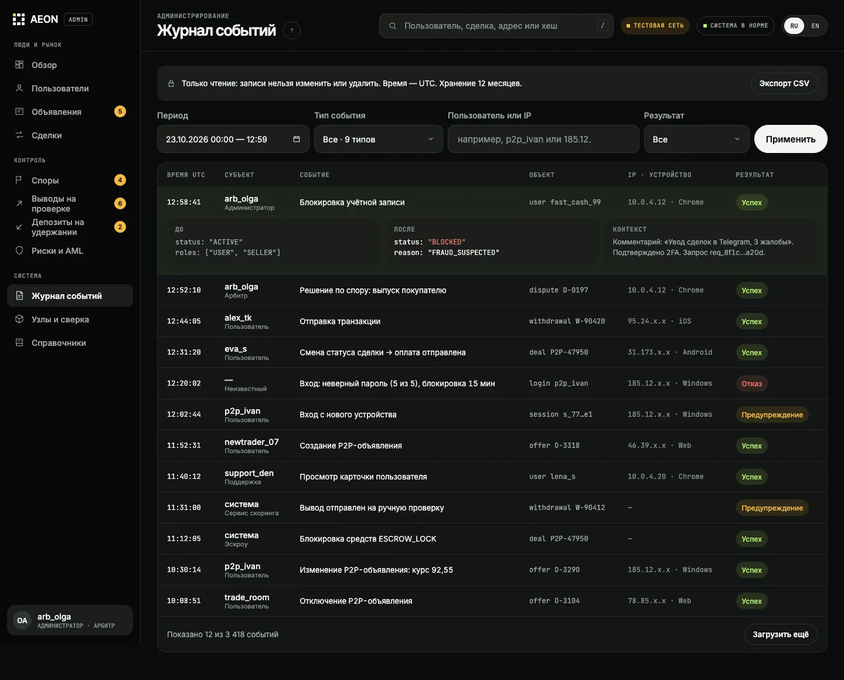 AEON ADMIN
ЛЮДИ И РЫНОК
Обзор
Пользователи
Объявления 5
Сделки
КОНТРОЛЬ
Споры 4
Выводы на
проверке 6
Депозиты на
удержании 2
Риски и AML
СИСТЕМА
Журнал событий
Узлы и сверка
Справочники
OA
arb_olga
АДМИНИСТРАТОР · АРБИТР
АДМИНИСТРИРОВАНИЕ
Журнал событий
Пользователь, сделка, адрес или хеш /
ТЕСТОВАЯ СЕТЬ
СИСТЕМА В НОРМЕ
RU EN
Только чтение: записи нельзя изменить или удалить. Время — UTC. Хранение 12 месяцев.
Экспорт CSV
Период Тип события Пользователь или IP Результат
23.10.2026 00:00 — 12:59 Все · 9 типов например, p2p_ivan или 185.12. Все Применить
ВРЕМЯ UTC СУБЪЕКТ СОБЫТИЕ ОБЪЕКТ IP · УСТРОЙСТВО РЕЗУЛЬТАТ
12:58:41 arb_olga Блокировка учётной записи user fast_cash_99 10.0.4.12 · Chrome Успех
Администратор
ДО ПОСЛЕ КОНТЕКСТ
status: "ACTIVE" status: "BLOCKED" Комментарий: «Увод сделок в Telegram, 3 жалобы».
roles: ["USER", "SELLER"] reason: "FRAUD_SUSPECTED" Подтверждено 2FA. Запрос req_8f1c…a20d.
12:52:10 arb_olga Решение по спору: выпуск покупателю dispute D-0197 10.0.4.12 · Chrome Успех
Арбитр
12:44:05 alex_tk Отправка транзакции withdrawal W-90420 95.24.x.x · iOS Успех
Пользователь
12:31:20 eva_s Смена статуса сделки → оплата отправлена deal P2P-47950 31.173.x.x · Android Успех
Пользователь
12:20:02 — Вход: неверный пароль (5 из 5), блокировка 15 мин login p2p_ivan 185.12.x.x · Windows Отказ
Неизвестный
12:02:44 p2p_ivan Вход с нового устройства session s_77…e1 185.12.x.x · Windows Предупреждение
Пользователь
11:52:31 newtrader_07 Создание P2P-объявления offer D-3318 46.39.x.x · Web Успех
Пользователь
11:40:12 support_den Просмотр карточки пользователя user lena_s 10.0.4.20 · Chrome Успех
Поддержка
11:31:00 система Вывод отправлен на ручную проверку withdrawal W-90412 — Предупреждение
Сервис скоринга
11:12:05 система Блокировка средств ESCROW_LOCK deal P2P-47950 — Успех
Эскроу
10:30:14 p2p_ivan Изменение P2P-объявления: курс 92,55 offer D-3290 185.12.x.x · Windows Успех
Пользователь
10:08:51 trade_room Отключение P2P-объявления offer D-3104 78.85.x.x · Web Успех
Пользователь
Показано 12 из 3 418 событий Загрузить ещё